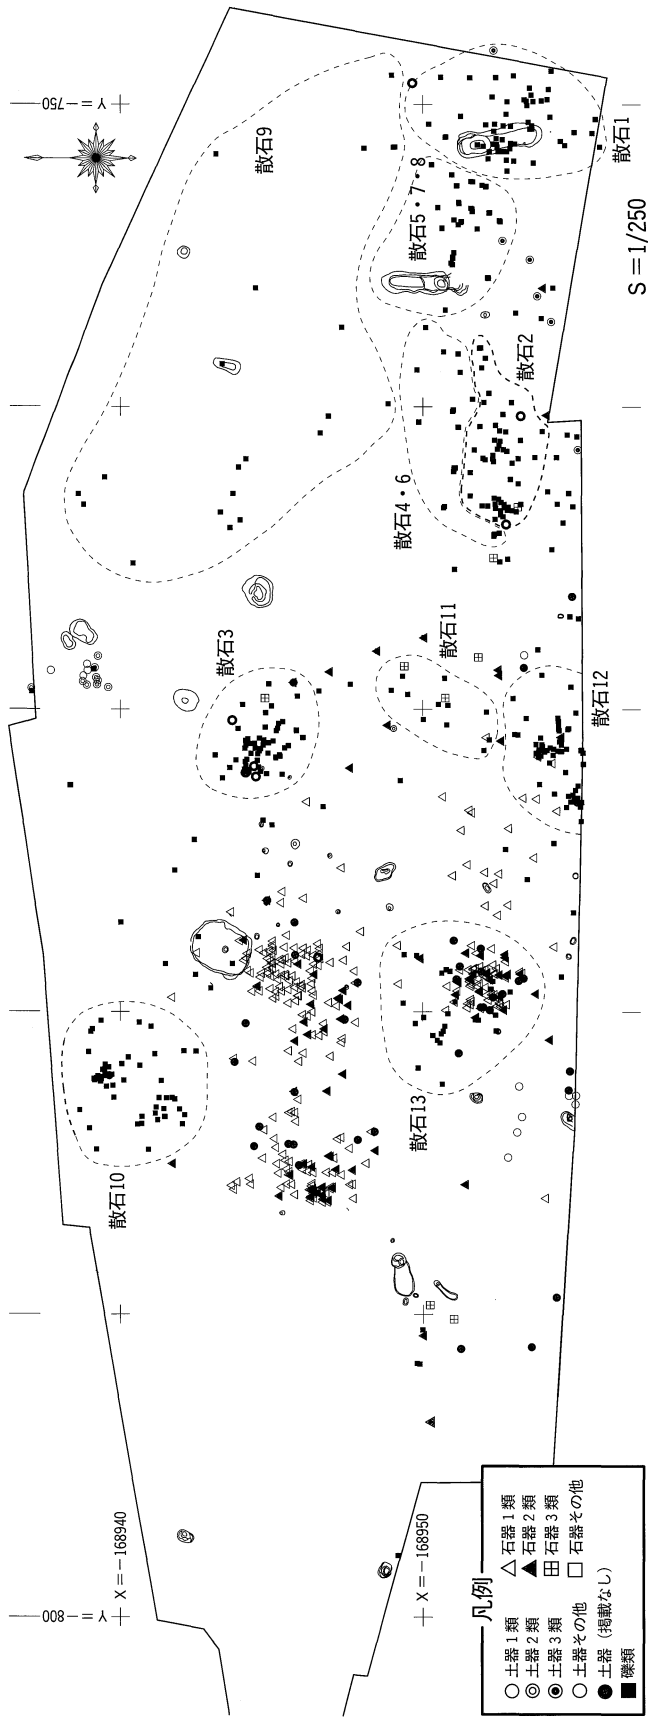 Y＝－750
Y＝－800
X＝－168940
X＝－168950
S＝1/250
散石1
散石2
散石3
散石4・6
散石5・7・8
散石9
散石10
散石11
散石12
散石13
凡例
○ 土器1類
◎ 土器2類
土器3類
○ 土器その他
● 土器（掲載なし）
■ 礫類
△ 石器1類
▲ 石器2類
⊞ 石器3類
□ 石器その他